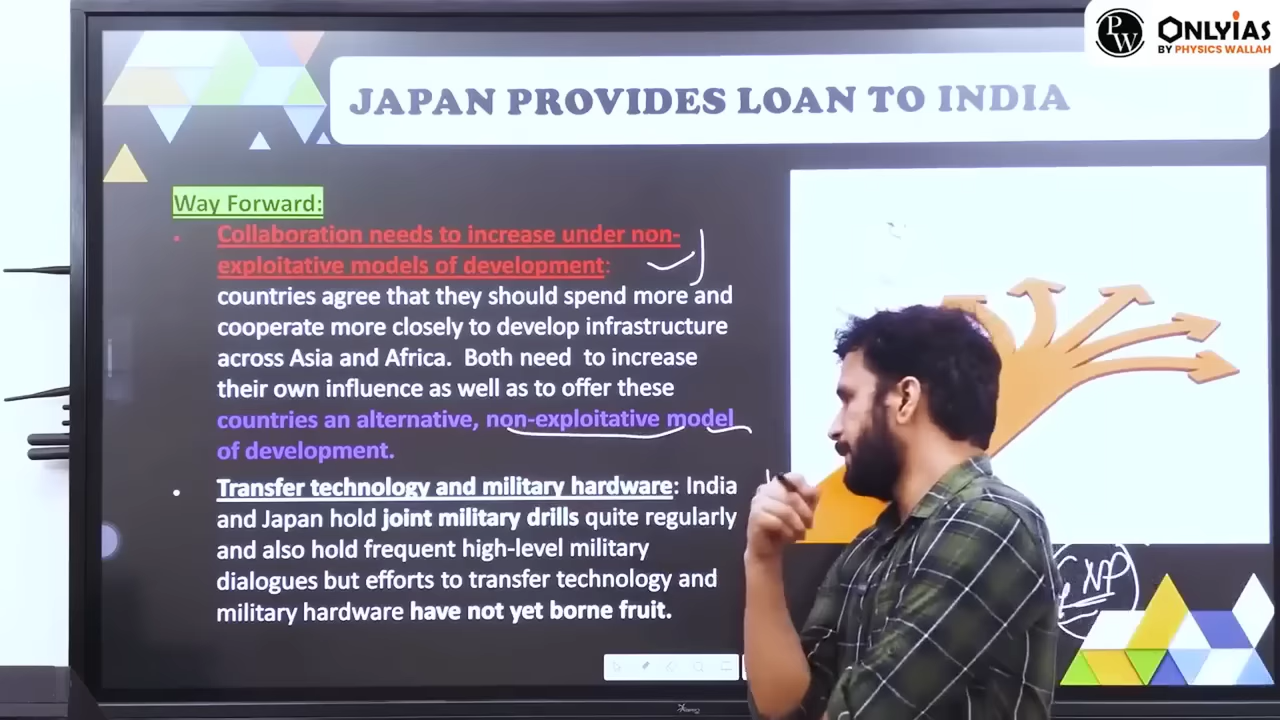 PW ONLYIAS
BY PHYSICS WALLAH
JAPAN PROVIDES LOAN TO INDIA
Way Forward:
• Collaboration needs to increase under non-
exploitative models of development:
countries agree that they should spend more and
cooperate more closely to develop infrastructure
across Asia and Africa. Both need to increase
their own influence as well as to offer these
countries an alternative, non-exploitative model
of development.
• Transfer technology and military hardware: India
and Japan hold joint military drills quite regularly
and also hold frequent high-level military
dialogues but efforts to transfer technology and
military hardware have not yet borne fruit.